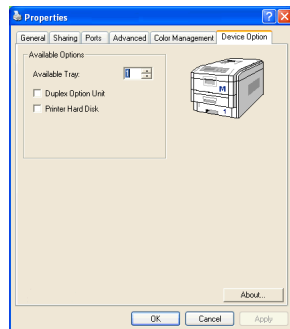 Properties
General Sharing Ports Advanced Color Management Device Option
Available Options
Available Tray: 1
Duplex Option Unit
Printer Hard Disk
M
1
About...
OK Cancel Apply